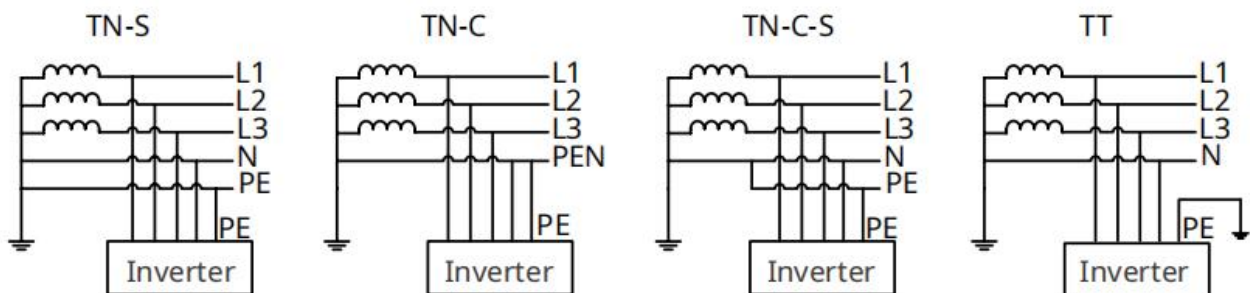 TN-S TN-C TN-C-S TT
L1 L1 L1 L1
L2 L2 L2 L2
L3 L3 L3 L3
N PEN N N
PE PE
PE PE PE PE
Inverter Inverter Inverter Inverter